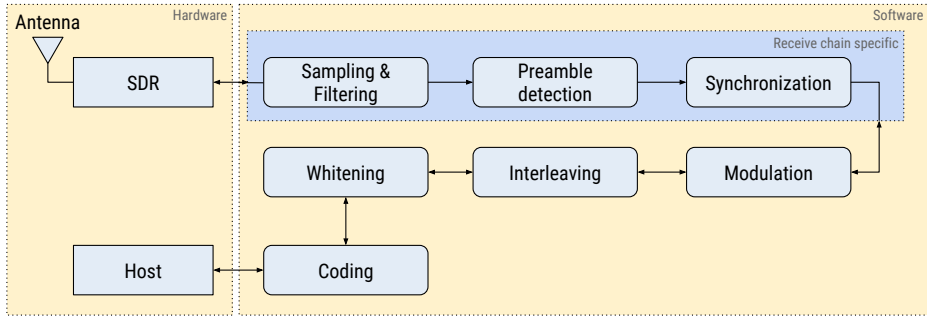 Hardware
Software
Antenna
Receive chain specific
SDR
Sampling &
Filtering
Preamble
detection
Synchronization
Whitening
Interleaving
Modulation
Host
Coding